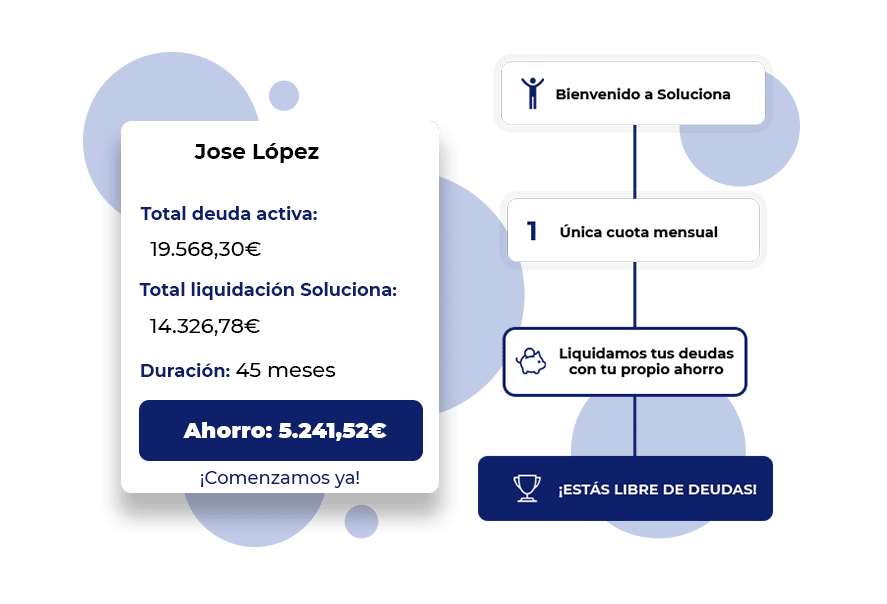 Jose López
Total deuda activa:
19.568,30€
Total liquidación Soluciona:
14.326,78€
Duración: 45 meses
Ahorro: 5.241,52€
¡Comenzamos ya!
Bienvenido a Soluciona
1 Única cuota mensual
Liquidamos tus deudas
con tu propio ahorro
¡ESTÁS LIBRE DE DEUDAS!